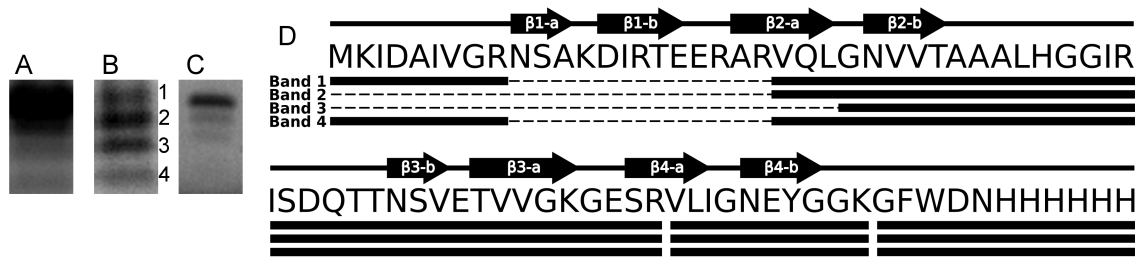 A B C D
1
2
3
4
β1-a β1-b β2-a β2-b
MKIDAIVGRNSAKDIRTEERARVQLGNVVTAAALHGGIR
Band 1
Band 2
Band 3
Band 4
β3-b β3-a β4-a β4-b
ISDQTTNSVETVVGKGESRVLIGNEYGGKGFWDNHHHHHH